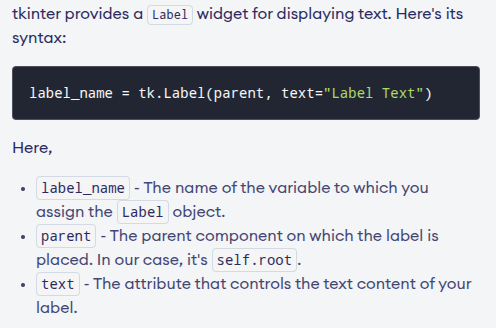 tkinter provides a Label widget for displaying text. Here's its
syntax:
label_name = tk.Label(parent, text="Label Text")
Here,
• label_name - The name of the variable to which you
assign the Label object.
• parent - The parent component on which the label is
placed. In our case, it's self.root.
• text - The attribute that controls the text content of your
label.